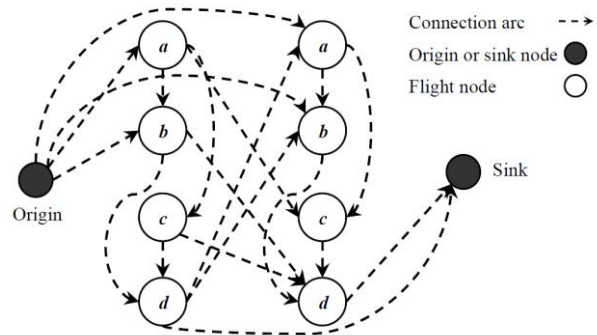 Connection arc
Origin or sink node
Flight node
a a
b b
Sink
Origin
c c
d d